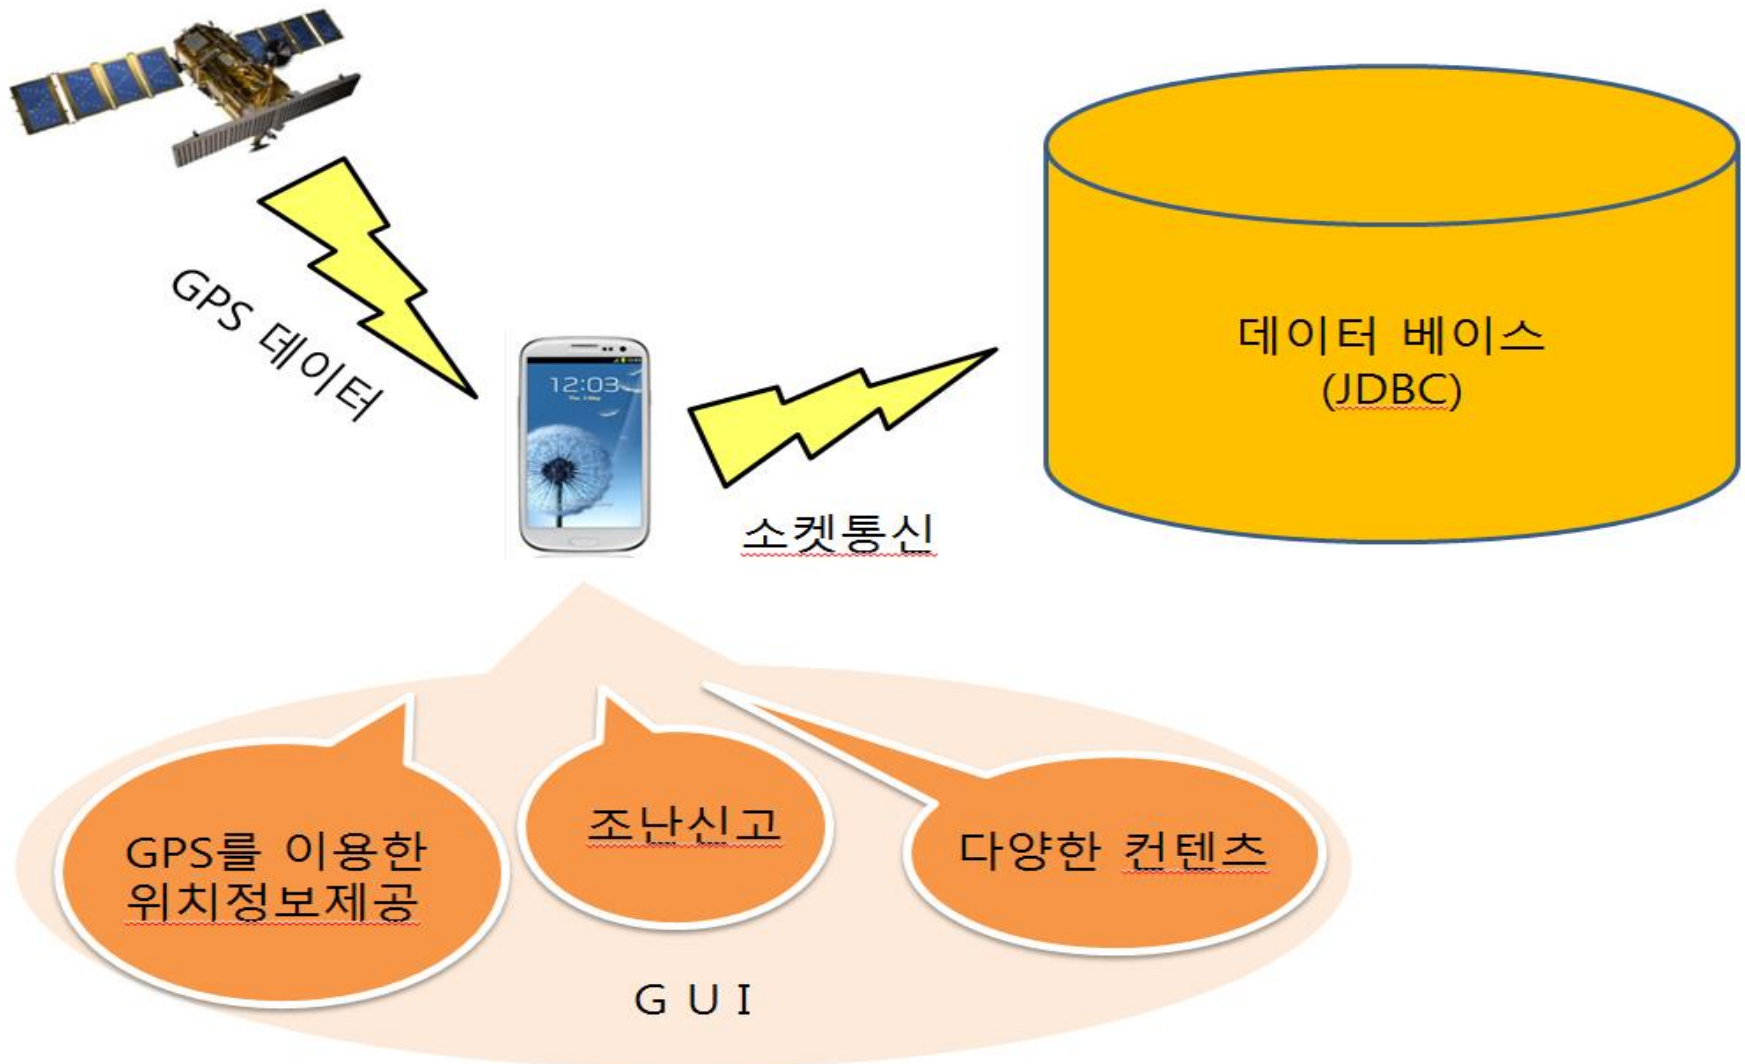 GPS 데이터
12:03
데이터 베이스
(JDBC)
소켓통신
GPS를 이용한
위치정보제공
조난신고
다양한 컨텐츠
G U I